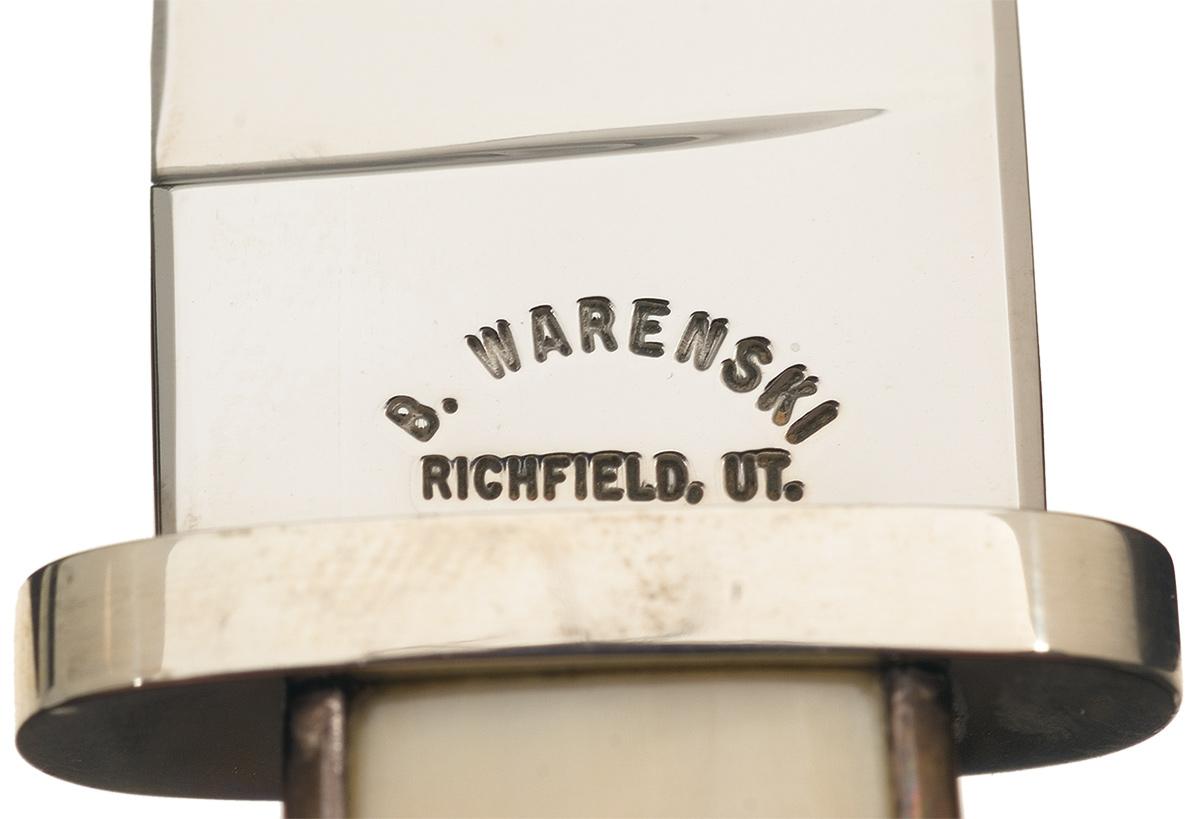 B. WARENSKI
RICHFIELD, UT.